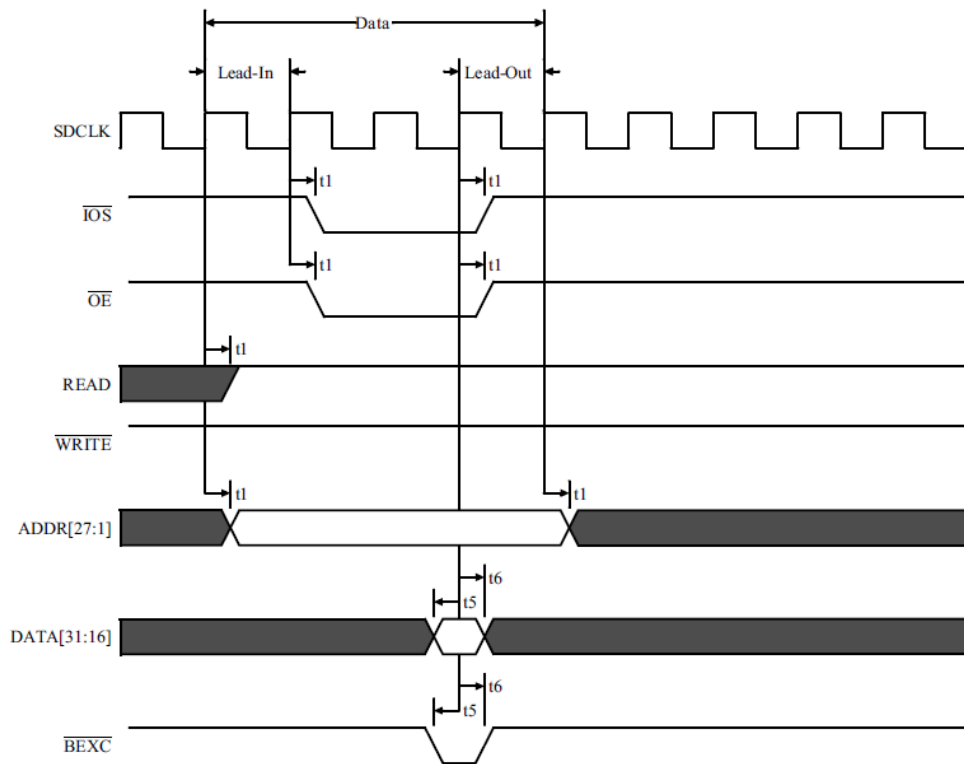 Data
Lead-In
Lead-Out
SDCLK
t1
t1
IOS
t1
t1
OE
t1
READ
WRITE
t1
t1
ADDR[27:1]
t6
t5
DATA[31:16]
t6
t5
BEXC